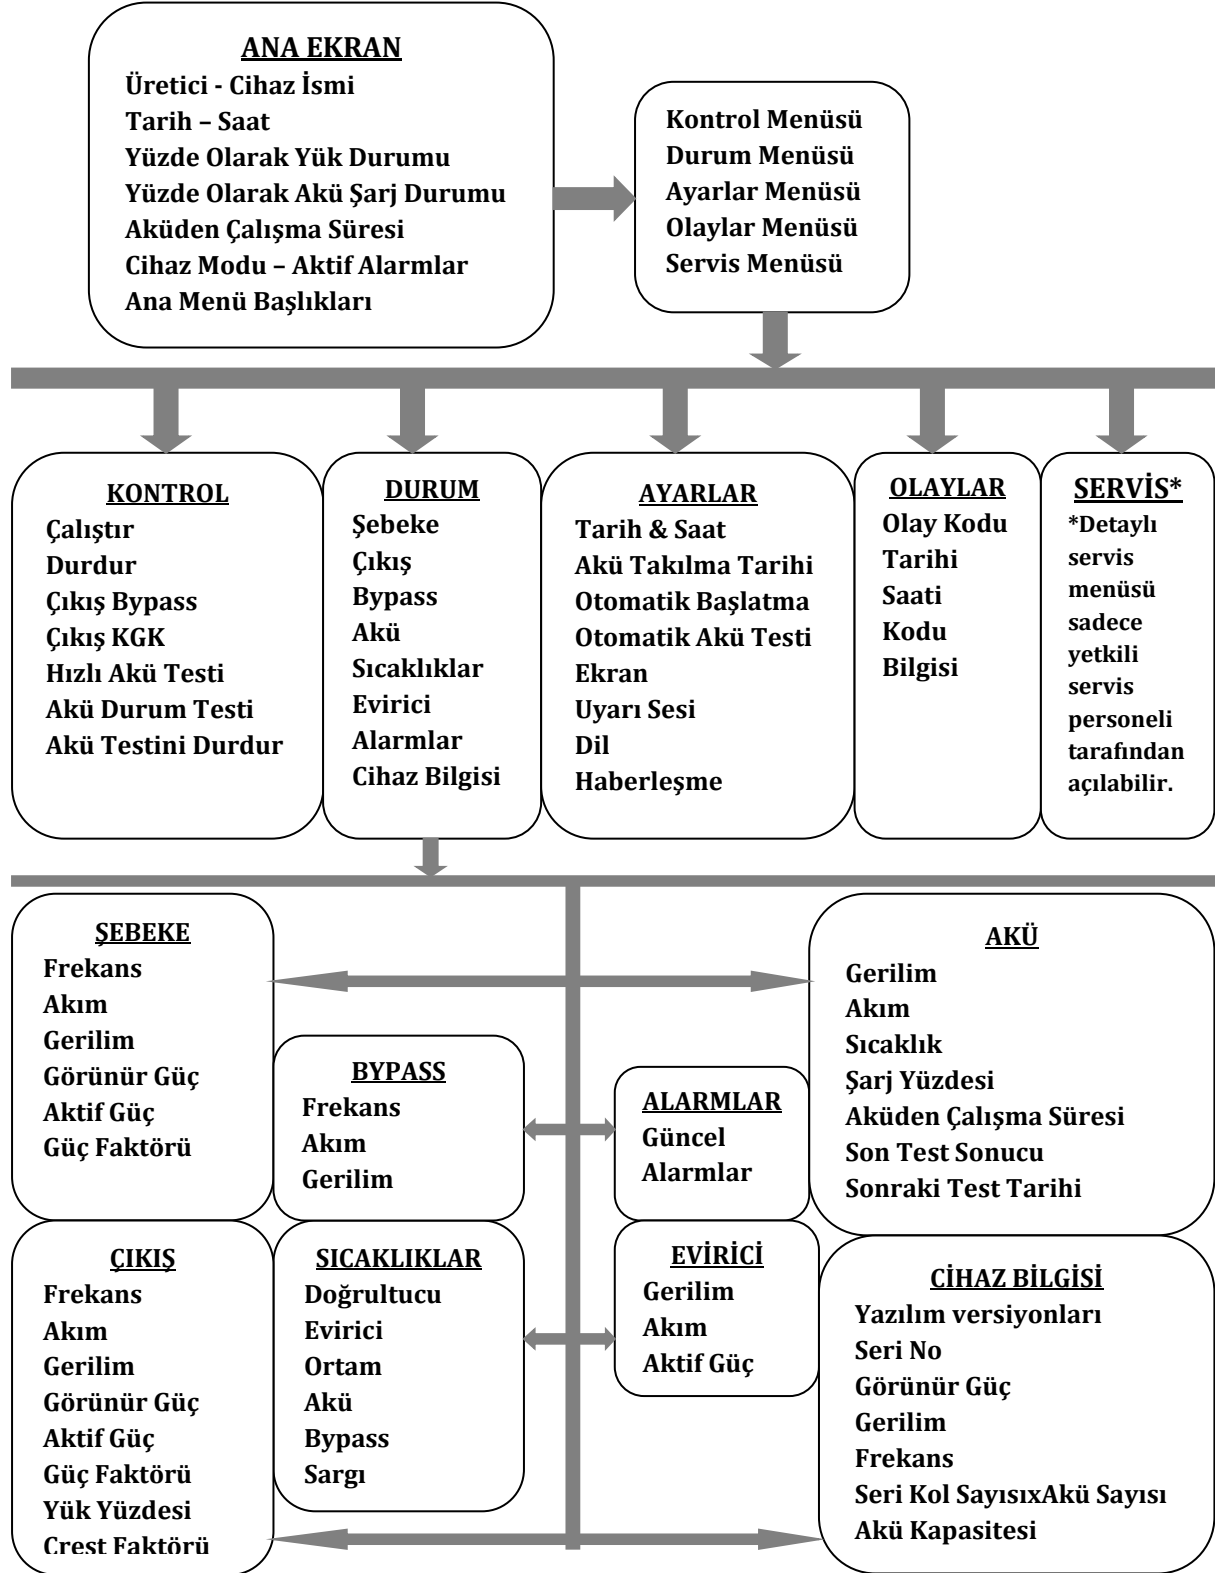 ANA EKRAN
Üretici - Cihaz İsmi
Tarih – Saat
Yüzde Olarak Yük Durumu
Yüzde Olarak Akü Şarj Durumu
Aküden Çalışma Süresi
Cihaz Modu – Aktif Alarmlar
Ana Menü Başlıkları
Kontrol Menüsü
Durum Menüsü
Ayarlar Menüsü
Olaylar Menüsü
Servis Menüsü
KONTROL
Çalıştır
Durdur
Çıkış Bypass
Çıkış KGK
Hızlı Akü Testi
Akü Durum Testi
Akü Testini Durdur
DURUM
Şebeke
Çıkış
Bypass
Akü
Sıcaklıklar
Evirici
Alarmlar
Cihaz Bilgisi
AYARLAR
Tarih & Saat
Akü Takılma Tarihi
Otomatik Başlatma
Otomatik Akü Testi
Ekran
Uyarı Sesi
Dil
Haberleşme
OLAYLAR
Olay Kodu
Tarihi
Saati
Kodu
Bilgisi
SERVİS*
*Detaylı
servis
menüsü
sadece
yetkili
servis
personeli
tarafından
açılabilir.
ŞEBEKE
Frekans
Akım
Gerilim
Görünür Güç
Aktif Güç
Güç Faktörü
BYPASS
Frekans
Akım
Gerilim
ALARMLAR
Güncel
Alarmlar
AKÜ
Gerilim
Akım
Sıcaklık
Şarj Yüzdesi
Aküden Çalışma Süresi
Son Test Sonucu
Sonraki Test Tarihi
ÇIKIŞ
Frekans
Akım
Gerilim
Görünür Güç
Aktif Güç
Güç Faktörü
Yük Yüzdesi
Crest Faktörü
SICAKLIKLAR
Doğrultucu
Evirici
Ortam
Akü
Bypass
Sargı
EVİRİCİ
Gerilim
Akım
Aktif Güç
CİHAZ BİLGİSİ
Yazılım versiyonları
Seri No
Görünür Güç
Gerilim
Frekans
Seri Kol SayısıxAkü Sayısı
Akü Kapasitesi